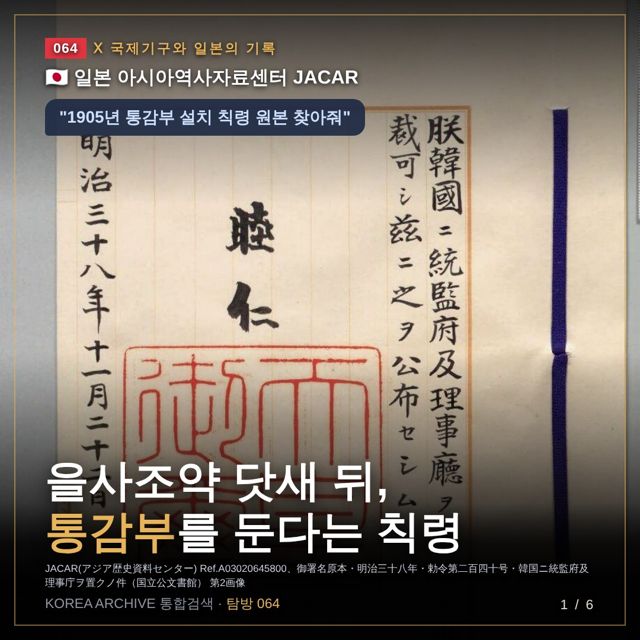 064 X 국제기구와 일본의 기록
🇯🇵 일본 아시아역사자료센터 JACAR
"1905년 통감부 설치 칙령 원본 찾아줘"
朕韓國ニ統監府及理事廳ヲ
裁可シ茲ニ之ヲ公布セシム
睦仁
明治三十八年十一月二十二日
을사조약 닷새 뒤,
통감부를 둔다는 칙령
JACAR(アジア歴史資料センター) Ref.A03020645800、御署名原本・明治三十八年・勅令第二百四十号・韓国ニ統監府及
理事庁ヲ置クノ件（国立公文書館） 第2画像
KOREA ARCHIVE 통합검색 · 탐방 064
1 / 6